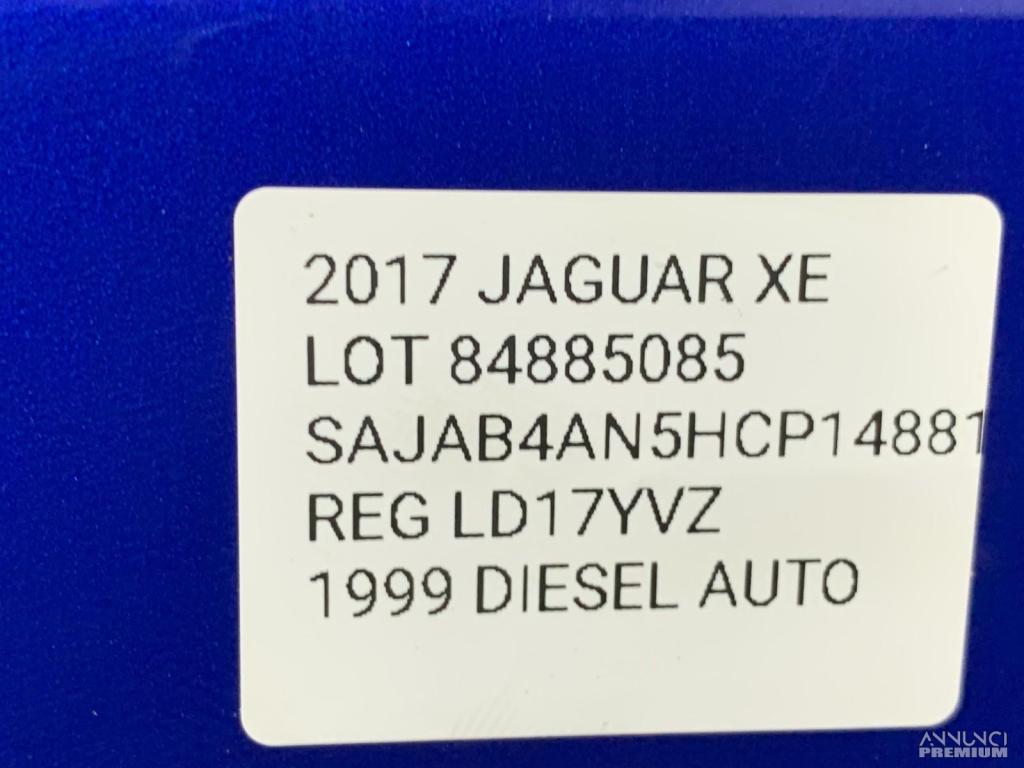 2017 JAGUAR XE
LOT 84885085
SAJAB4AN5HCP14881
REG LD17YVZ
1999 DIESEL AUTO
ANNUNCI
PREMIUM